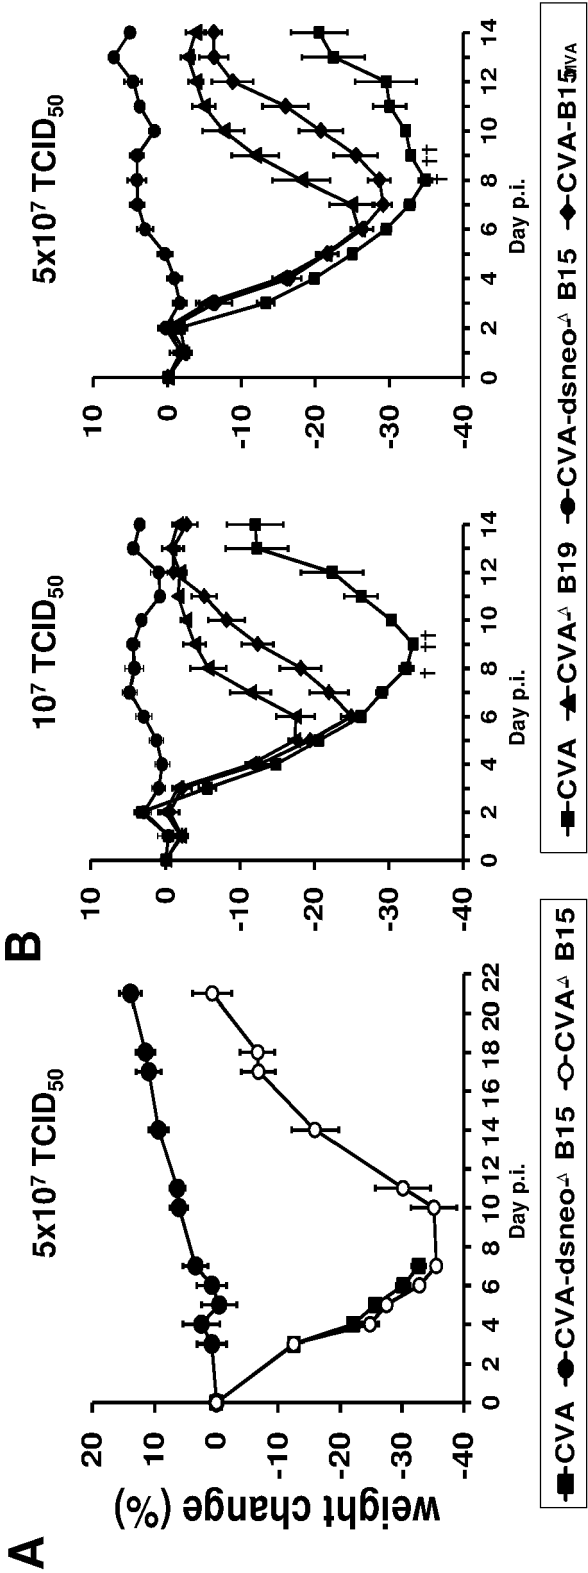 A
5x10⁷ TCID₅₀
weight change (%)
20
10
0
-10
-20
-30
-40
0 2 4 6 8 10 12 14 16 18 20 22
Day p.i.
CVA CVA-dsneo-Δ B15 CVA-Δ B15
B
10⁷ TCID₅₀
10
0
-10
-20
-30
-40
† ††
0 2 4 6 8 10 12 14
Day p.i.
5x10⁷ TCID₅₀
10
0
-10
-20
-30
-40
† ††
0 2 4 6 8 10 12 14
Day p.i.
CVA CVA-Δ B19 CVA-dsneo-Δ B15 CVA-B15MVA